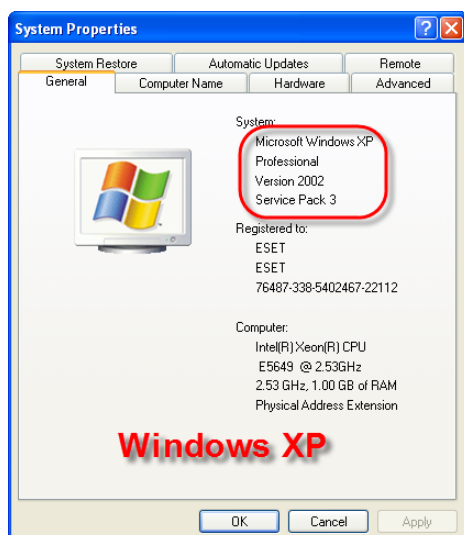 System Properties
System Restore Automatic Updates Remote
General Computer Name Hardware Advanced
System:
Microsoft Windows XP
Professional
Version 2002
Service Pack 3
Registered to:
ESET
ESET
76487-338-5402467-22112
Computer:
Intel(R) Xeon(R) CPU
E5649 @ 2.53GHz
2.53 GHz, 1.00 GB of RAM
Physical Address Extension
Windows XP
OK Cancel Apply